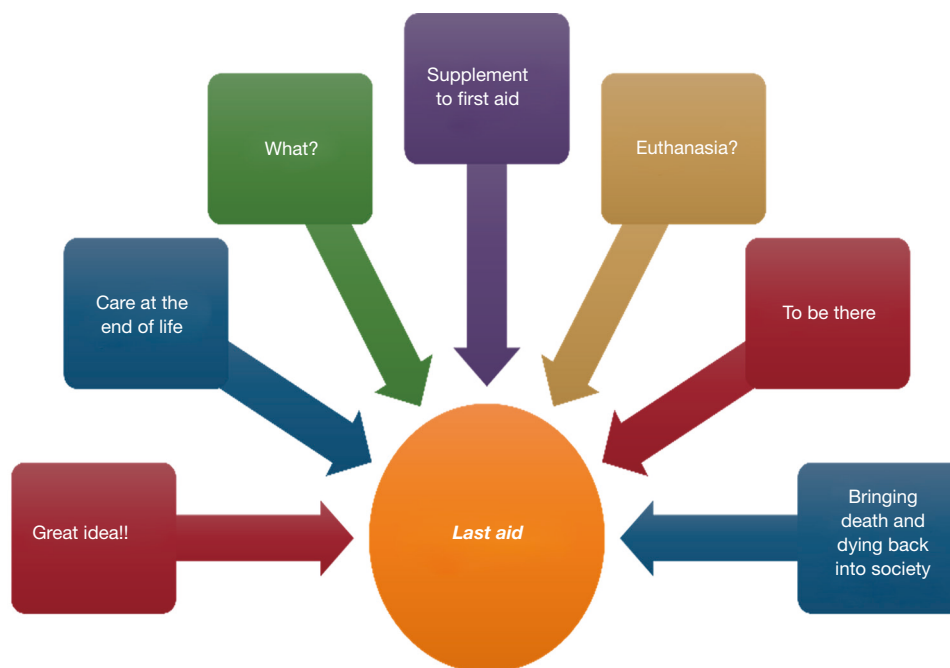 Great idea!!
Care at the
end of life
What?
Supplement
to first aid
Euthanasia?
To be there
Bringing
death and
dying back
into society
Last aid